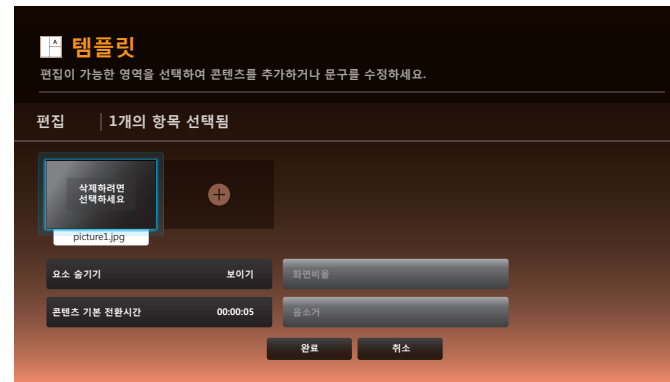 템플릿
편집이 가능한 영역을 선택하여 콘텐츠를 추가하거나 문구를 수정하세요.
편집 1개의 항목 선택됨
삭제하려면
선택하세요
picture1.jpg
요소 숨기기 보이기 화면비율
콘텐츠 기본 전환시간 00:00:05 음소거
완료 취소